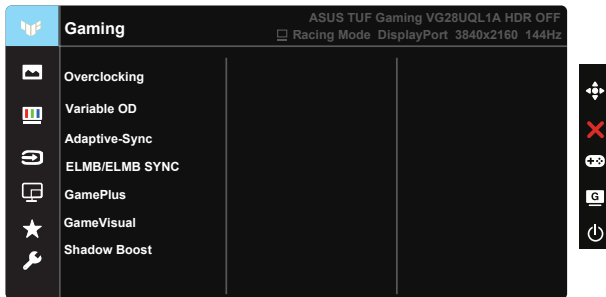 Gaming
ASUS TUF Gaming VG28UQL1A HDR OFF
Racing Mode DisplayPort 3840x2160 144Hz
Overclocking
Variable OD
Adaptive-Sync
ELMB/ELMB SYNC
GamePlus
GameVisual
Shadow Boost
G